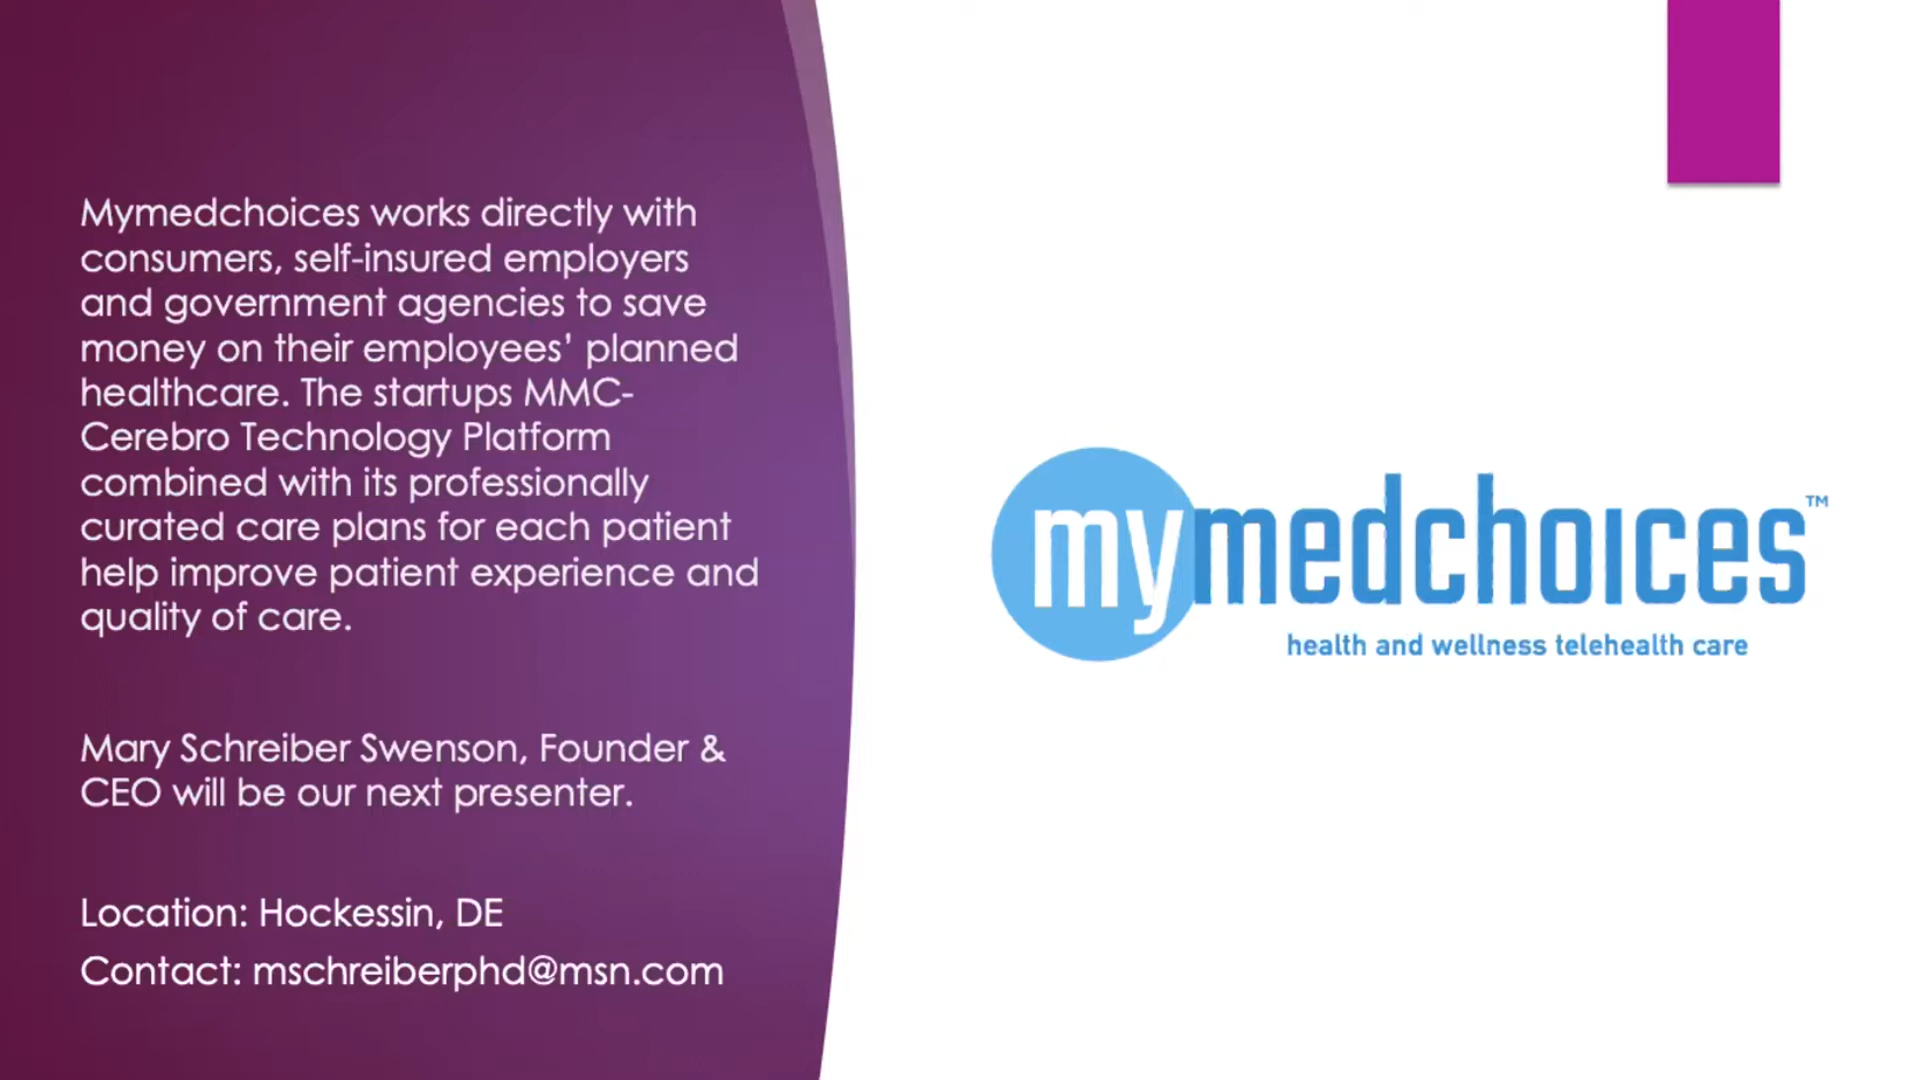 Mymedchoices works directly with
consumers, self-insured employers
and government agencies to save
money on their employees’ planned
healthcare. The startups MMC-
Cerebro Technology Platform
combined with its professionally
curated care plans for each patient
help improve patient experience and
quality of care.
Mary Schreiber Swenson, Founder &
CEO will be our next presenter.
Location: Hockessin, DE
Contact: mschreiberphd@msn.com
mymedchoices™
health and wellness telehealth care